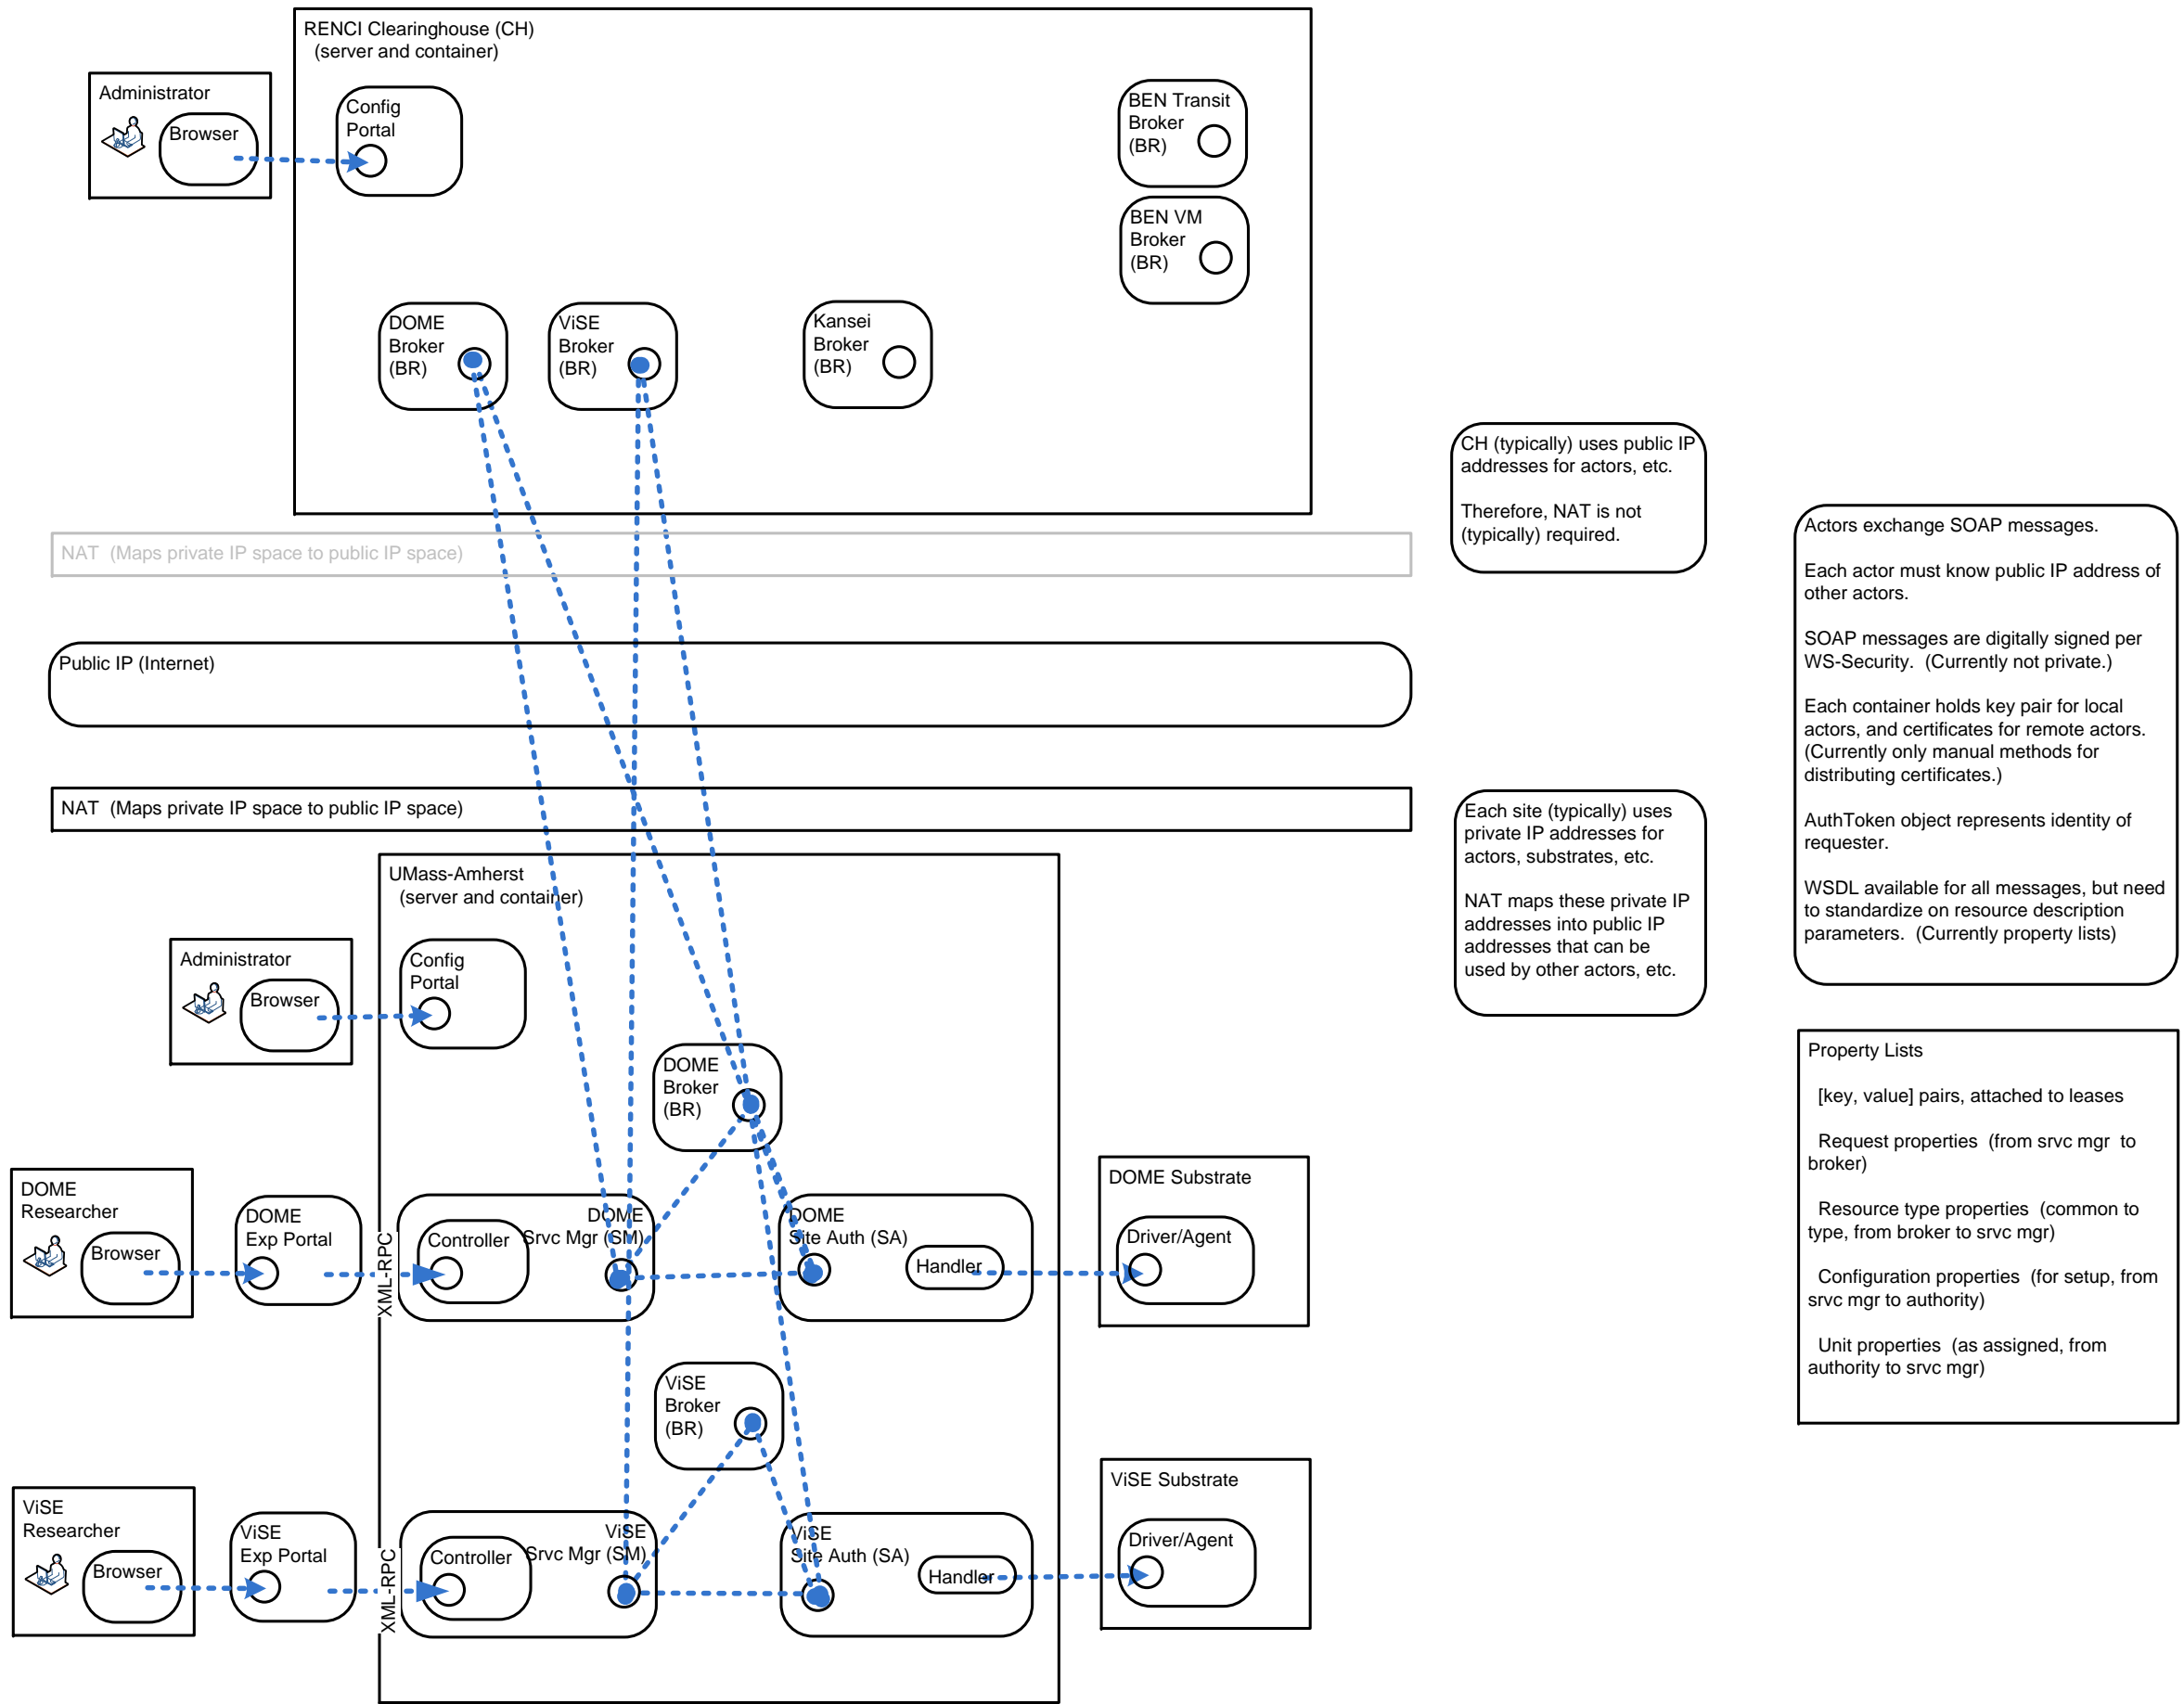 RENCI Clearinghouse (CH)
(server and container)
Administrator
Browser
Config
Portal
BEN Transit
Broker
(BR)
BEN VM
Broker
(BR)
DOME
Broker
(BR)
ViSE
Broker
(BR)
Kansei
Broker
(BR)
CH (typically) uses public IP
addresses for actors, etc.
Therefore, NAT is not
(typically) required.
NAT  (Maps private IP space to public IP space)
Public IP (Internet)
NAT  (Maps private IP space to public IP space)
Each site (typically) uses
private IP addresses for
actors, substrates, etc.
NAT maps these private IP
addresses into public IP
addresses that can be
used by other actors, etc.
Actors exchange SOAP messages.
Each actor must know public IP address of
other actors.
SOAP messages are digitally signed per
WS-Security.  (Currently not private.)
Each container holds key pair for local
actors, and certificates for remote actors.
(Currently only manual methods for
distributing certificates.)
AuthToken object represents identity of
requester.
WSDL available for all messages, but need
to standardize on resource description
parameters.  (Currently property lists)
UMass-Amherst
(server and container)
Administrator
Browser
Config
Portal
DOME
Broker
(BR)
DOME
Researcher
Browser
DOME
Exp Portal
XML-RPC
Controller
DOME
Srvc Mgr (SM)
DOME
Site Auth (SA)
Handler
DOME Substrate
Driver/Agent
ViSE
Broker
(BR)
ViSE
Researcher
Browser
ViSE
Exp Portal
XML-RPC
Controller
ViSE
Srvc Mgr (SM)
ViSE
Site Auth (SA)
Handler
ViSE Substrate
Driver/Agent
Property Lists
[key, value] pairs, attached to leases
Request properties  (from srvc mgr  to
broker)
Resource type properties  (common to
type, from broker to srvc mgr)
Configuration properties  (for setup, from
srvc mgr to authority)
Unit properties  (as assigned, from
authority to srvc mgr)